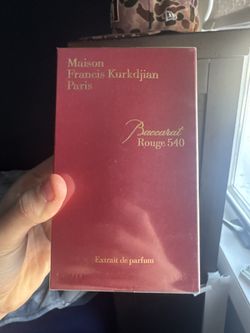 Maison
Francis Kurkdjian
Paris
Baccarat
Rouge 540
Extrait de parfum